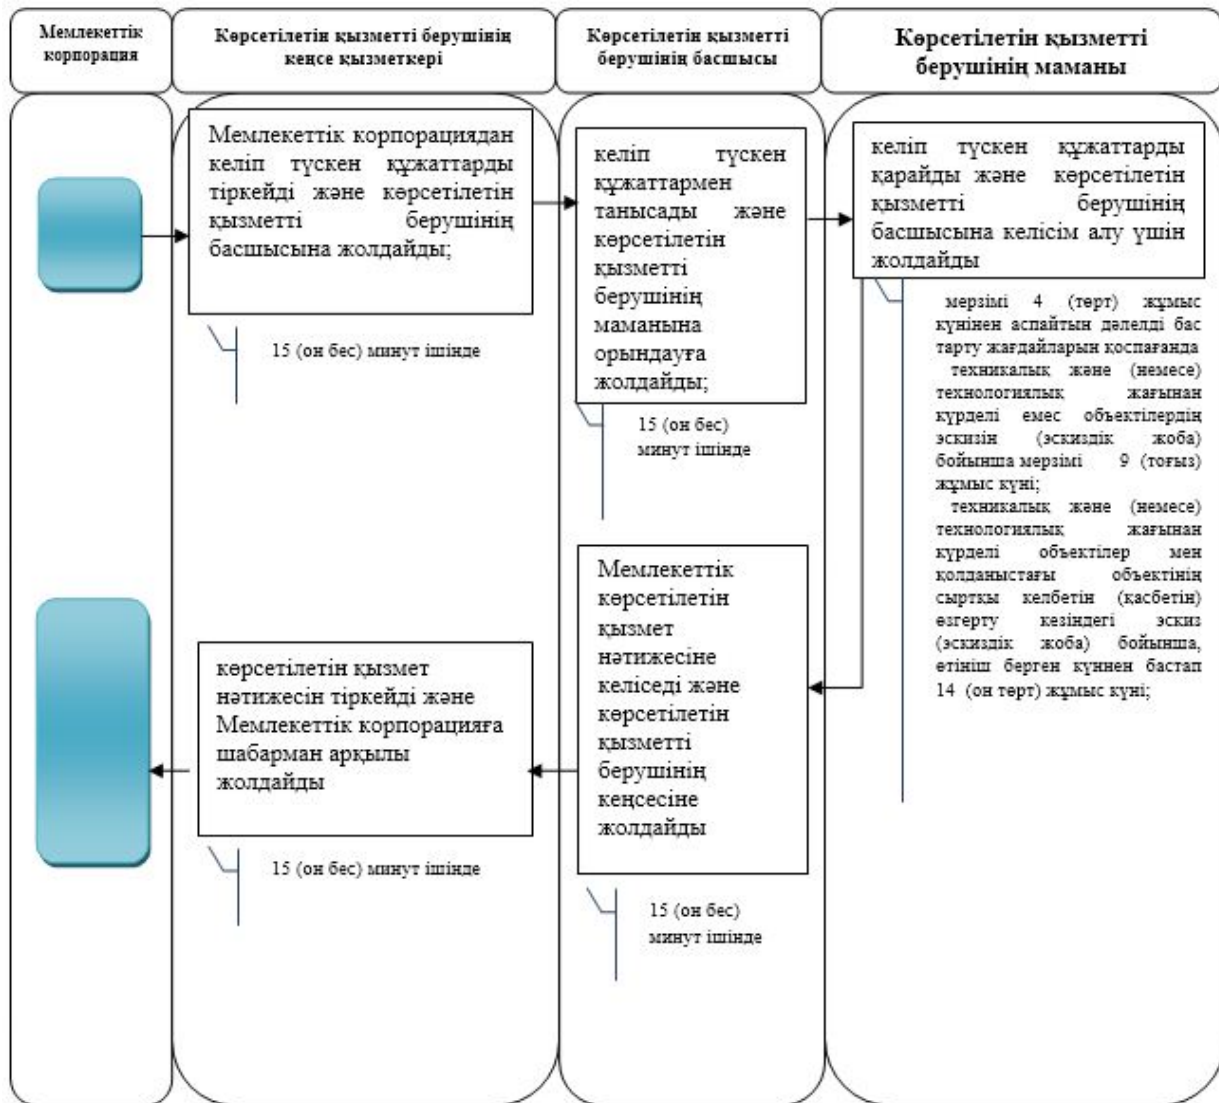 Мемлекеттік
корпорация
Көрсетілетін қызметті берушінің
кеңсе қызметкері
Көрсетілетін қызметті
берушінің басшысы
Көрсетілетін қызметті
берушінің маманы
Мемлекеттік корпорациядан
келіп түскен құжаттарды
тіркейді және көрсетілетін
қызметті берушінің
басшысына жолдайды;
15 (он бес) минут ішінде
келіп түскен
құжаттармен
танысады және
көрсетілетін
қызметті
берушінің
маманына
орындауға
жолдайды;
15 (он бес)
минут ішінде
келіп түскен құжаттарды
қарайды және көрсетілетін
қызметті берушінің
басшысына келісім алу үшін
жолдайды
мерзімі 4 (төрт) жұмыс
күнінен аспайтын дәлелді бас
тарту жағдайларын қоспағанда
техникалық және (немесе)
технологиялық жағынан
күрделі емес объектілердің
эскизін (эскиздік жоба)
бойынша мерзімі 9 (тоғыз)
жұмыс күні;
техникалық және (немесе)
технологиялық жағынан
күрделі объектілер мен
қолданыстағы объектінің
сыртқы келбетін (қасбетін)
өзгерту кезіндегі эскиз
(эскиздік жоба) бойынша,
өтініш берген күннен бастап
14 (он төрт) жұмыс күні;
Мемлекеттік
көрсетілетін
қызмет
нәтижесіне
келіседі және
көрсетілетін
қызметті
берушінің
кеңсесіне
жолдайды
15 (он бес)
минут ішінде
көрсетілетін қызмет
нәтижесін тіркейді және
Мемлекеттік корпорацияға
шабарман арқылы
жолдайды
15 (он бес) минут ішінде